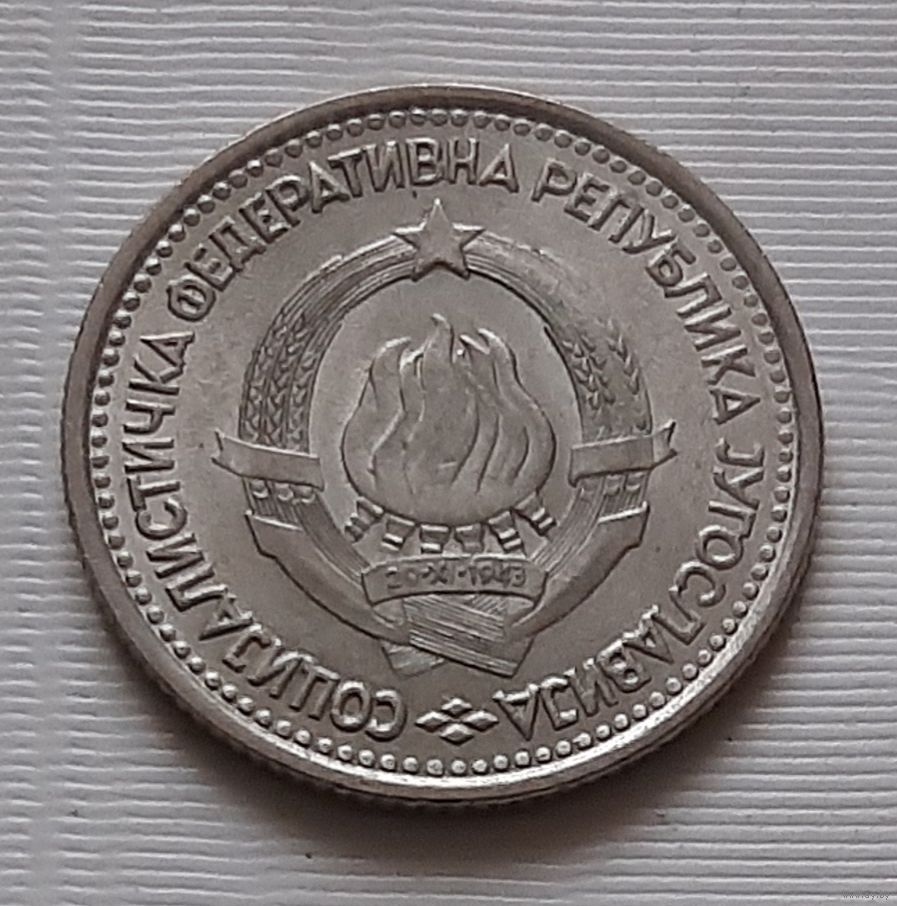 СОЦИЈАЛИСТИЧКА ФЕДЕРАТИВНА РЕПУБЛИКА ЈУГОСЛАВИЈА
29·XI·1943